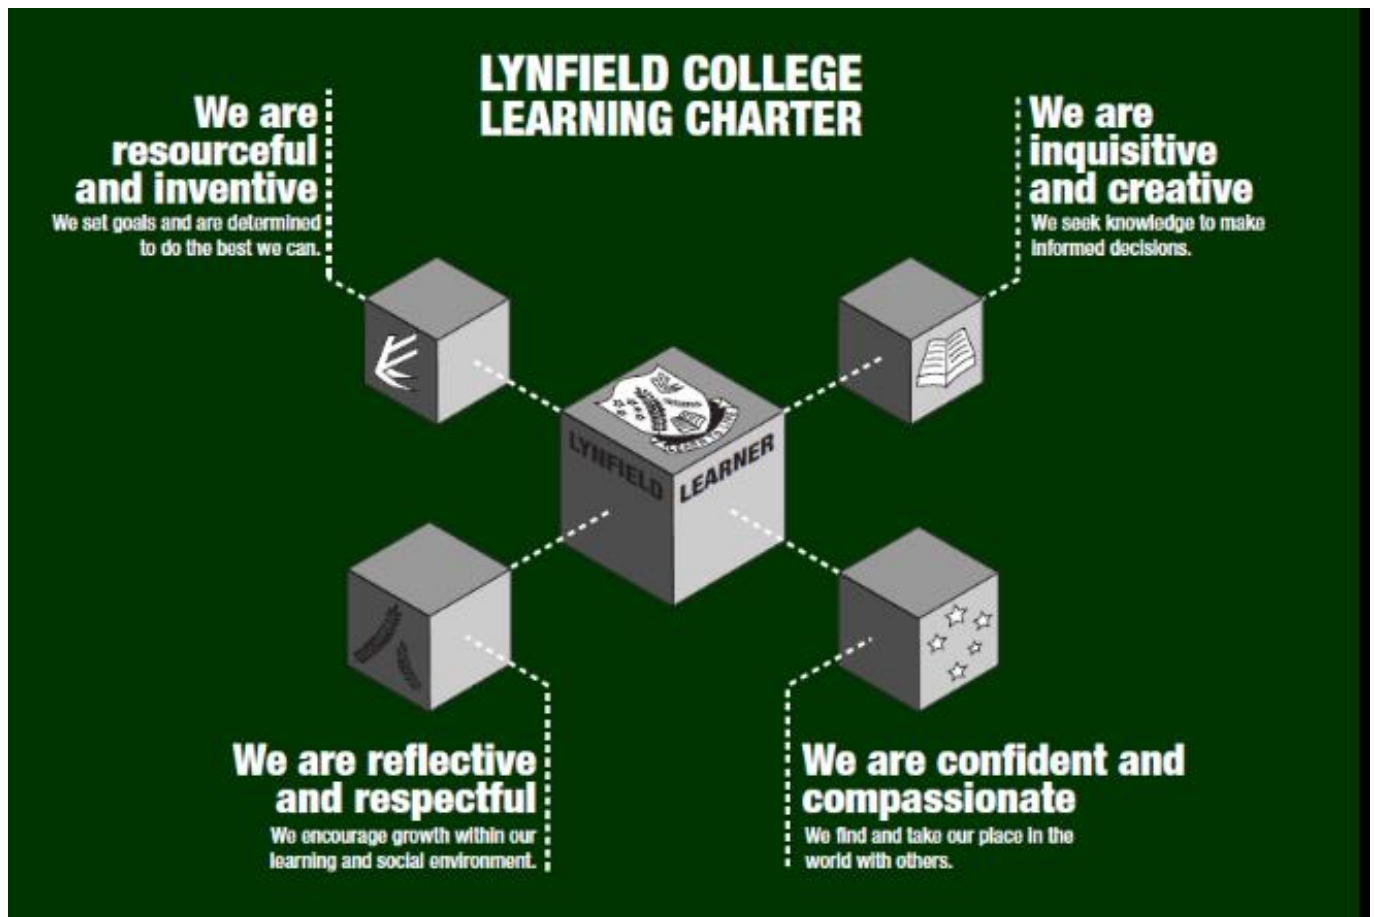 LYNFIELD COLLEGE
LEARNING CHARTER
We are
resourceful
and inventive
We set goals and are determined
to do the best we can.
We are
inquisitive
and creative
We seek knowledge to make
informed decisions.
LYNFIELD LEARNER
We are reflective
and respectful
We encourage growth within our
learning and social environment.
We are confident and
compassionate
We find and take our place in the
world with others.